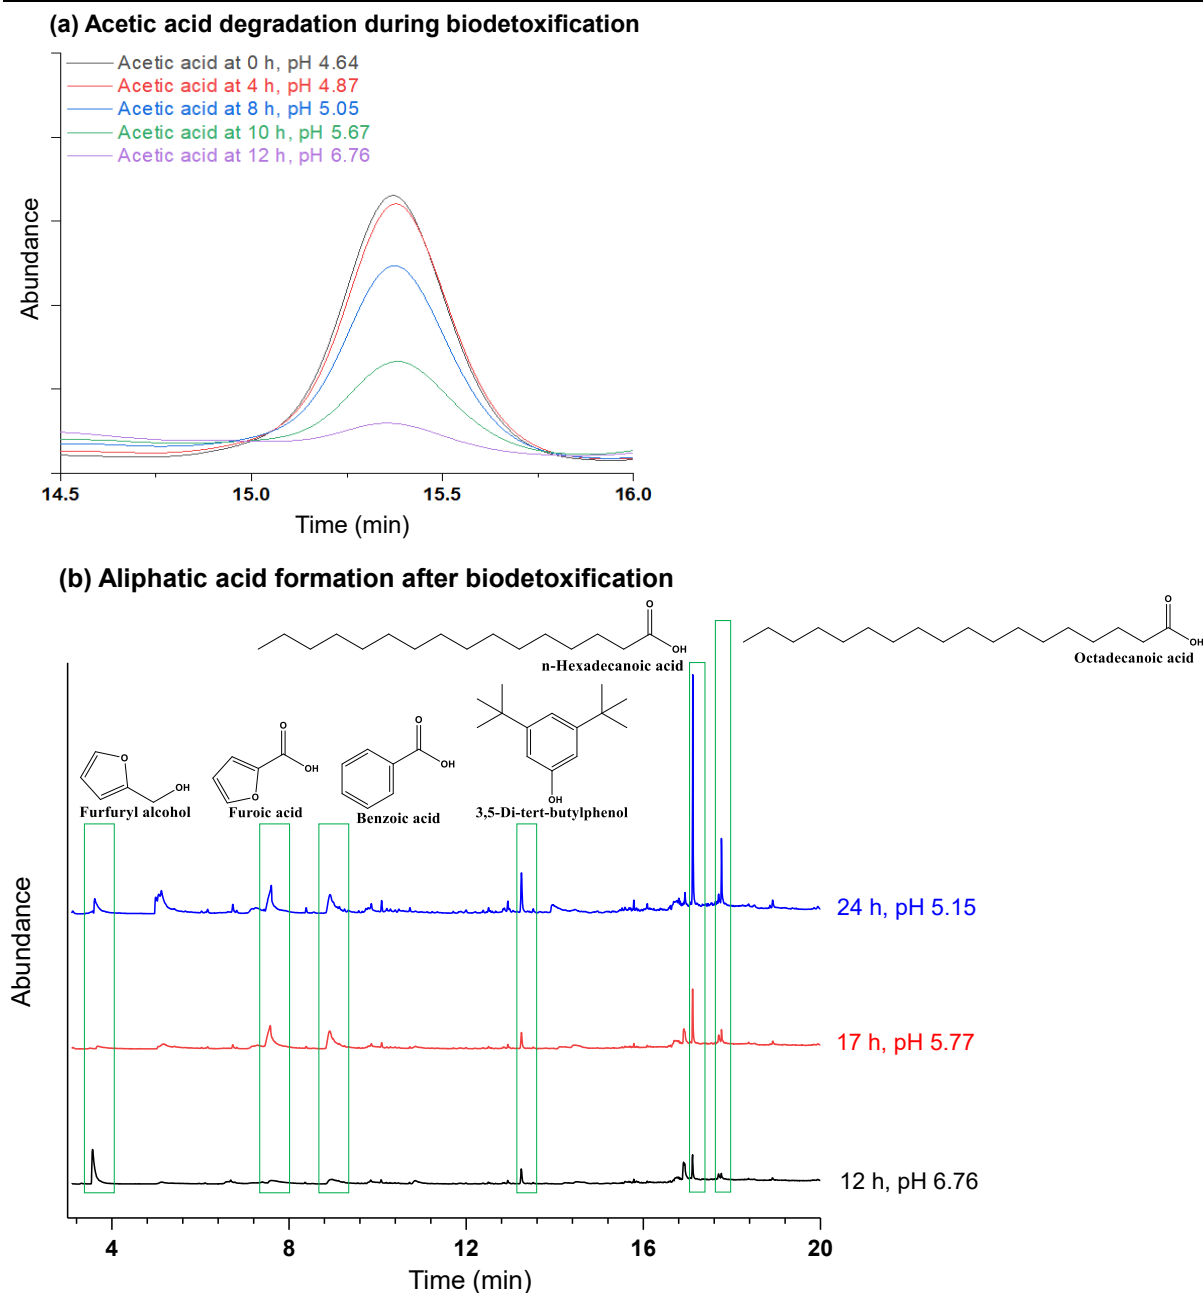 (a) Acetic acid degradation during biodetoxification
Acetic acid at 0 h, pH 4.64
Acetic acid at 4 h, pH 4.87
Acetic acid at 8 h, pH 5.05
Acetic acid at 10 h, pH 5.67
Acetic acid at 12 h, pH 6.76
Abundance
14.5 15.0 15.5 16.0
Time (min)
(b) Aliphatic acid formation after biodetoxification
O
OH
n-Hexadecanoic acid
O
OH
Octadecanoic acid
O
OH
Furfuryl alcohol
O
OH
O
Furoic acid
O
OH
Benzoic acid
OH
3,5-Di-tert-butylphenol
Abundance
24 h, pH 5.15
17 h, pH 5.77
12 h, pH 6.76
4 8 12 16 20
Time (min)